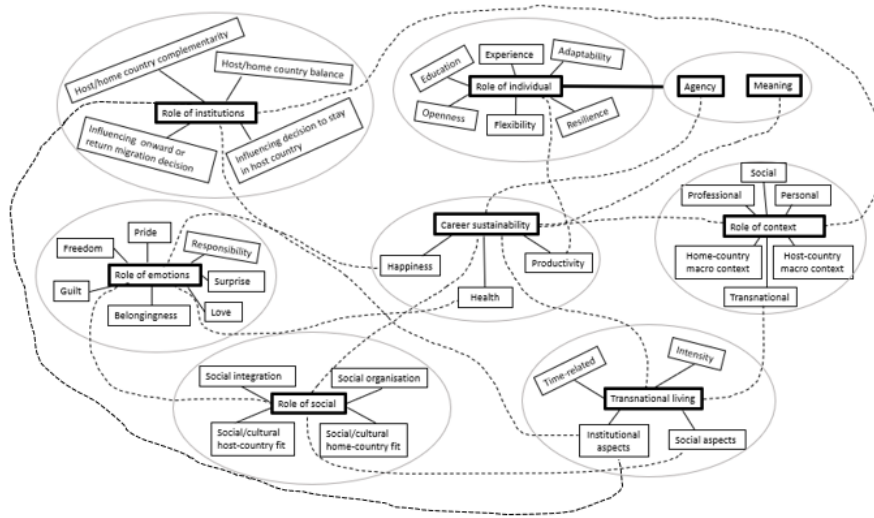 Host/home country complementarity
Host/home country balance
Role of institutions
Influencing onward or
return migration decision
Influencing decision to stay
in host country
Experience
Education
Adaptability
Role of individual
Openness
Flexibility
Resilience
Agency
Meaning
Social
Professional
Personal
Role of context
Home-country
macro context
Host-country
macro context
Transnational
Pride
Freedom
Responsibility
Role of emotions
Surprise
Guilt
Belongingness
Love
Career sustainability
Happiness
Productivity
Health
Social integration
Social organisation
Role of social
Social/cultural
host-country fit
Social/cultural
home-country fit
Time-related
Intensity
Transnational living
Institutional
aspects
Social aspects